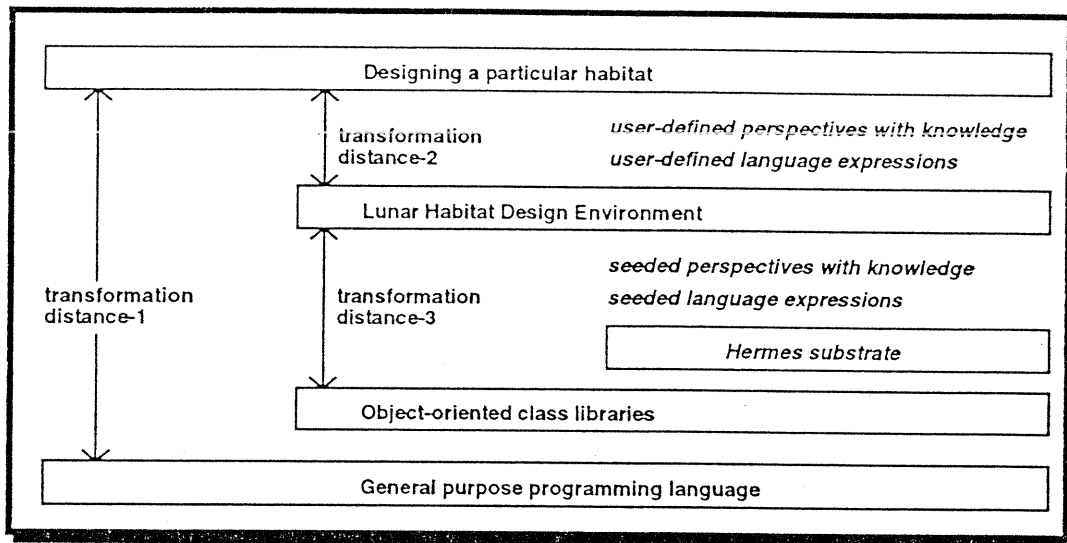 Designing a particular habitat
transformation
distance-2
user-defined perspectives with knowledge
user-defined language expressions
Lunar Habitat Design Environment
transformation
distance-1
transformation
distance-3
seeded perspectives with knowledge
seeded language expressions
Hermes substrate
Object-oriented class libraries
General purpose programming language